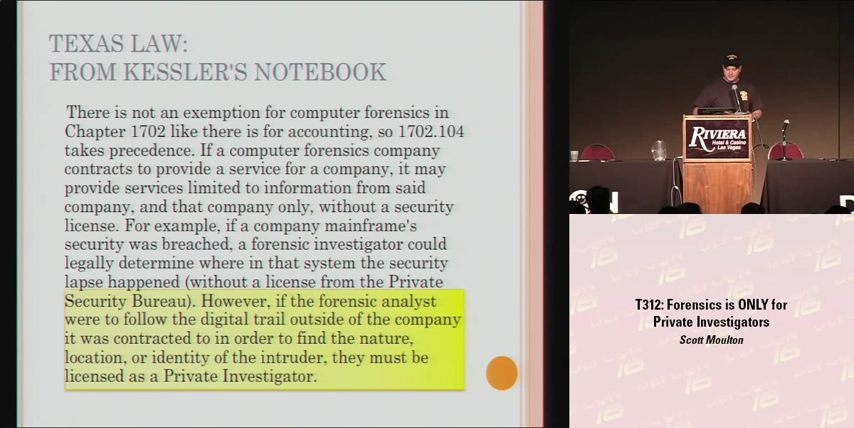 TEXAS LAW:
FROM KESSLER'S NOTEBOOK
There is not an exemption for computer forensics in
Chapter 1702 like there is for accounting, so 1702.104
takes precedence. If a computer forensics company
contracts to provide a service for a company, it may
provide services limited to information from said
company, and that company only, without a security
license. For example, if a company mainframe's
security was breached, a forensic investigator could
legally determine where in that system the security
lapse happened (without a license from the Private
Security Bureau). However, if the forensic analyst
were to follow the digital trail outside of the company
it was contracted to in order to find the nature,
location, or identity of the intruder, they must be
licensed as a Private Investigator.
RIVIERA
Hotel & Casino
Las Vegas
T312: Forensics is ONLY for
Private Investigators
Scott Moulton